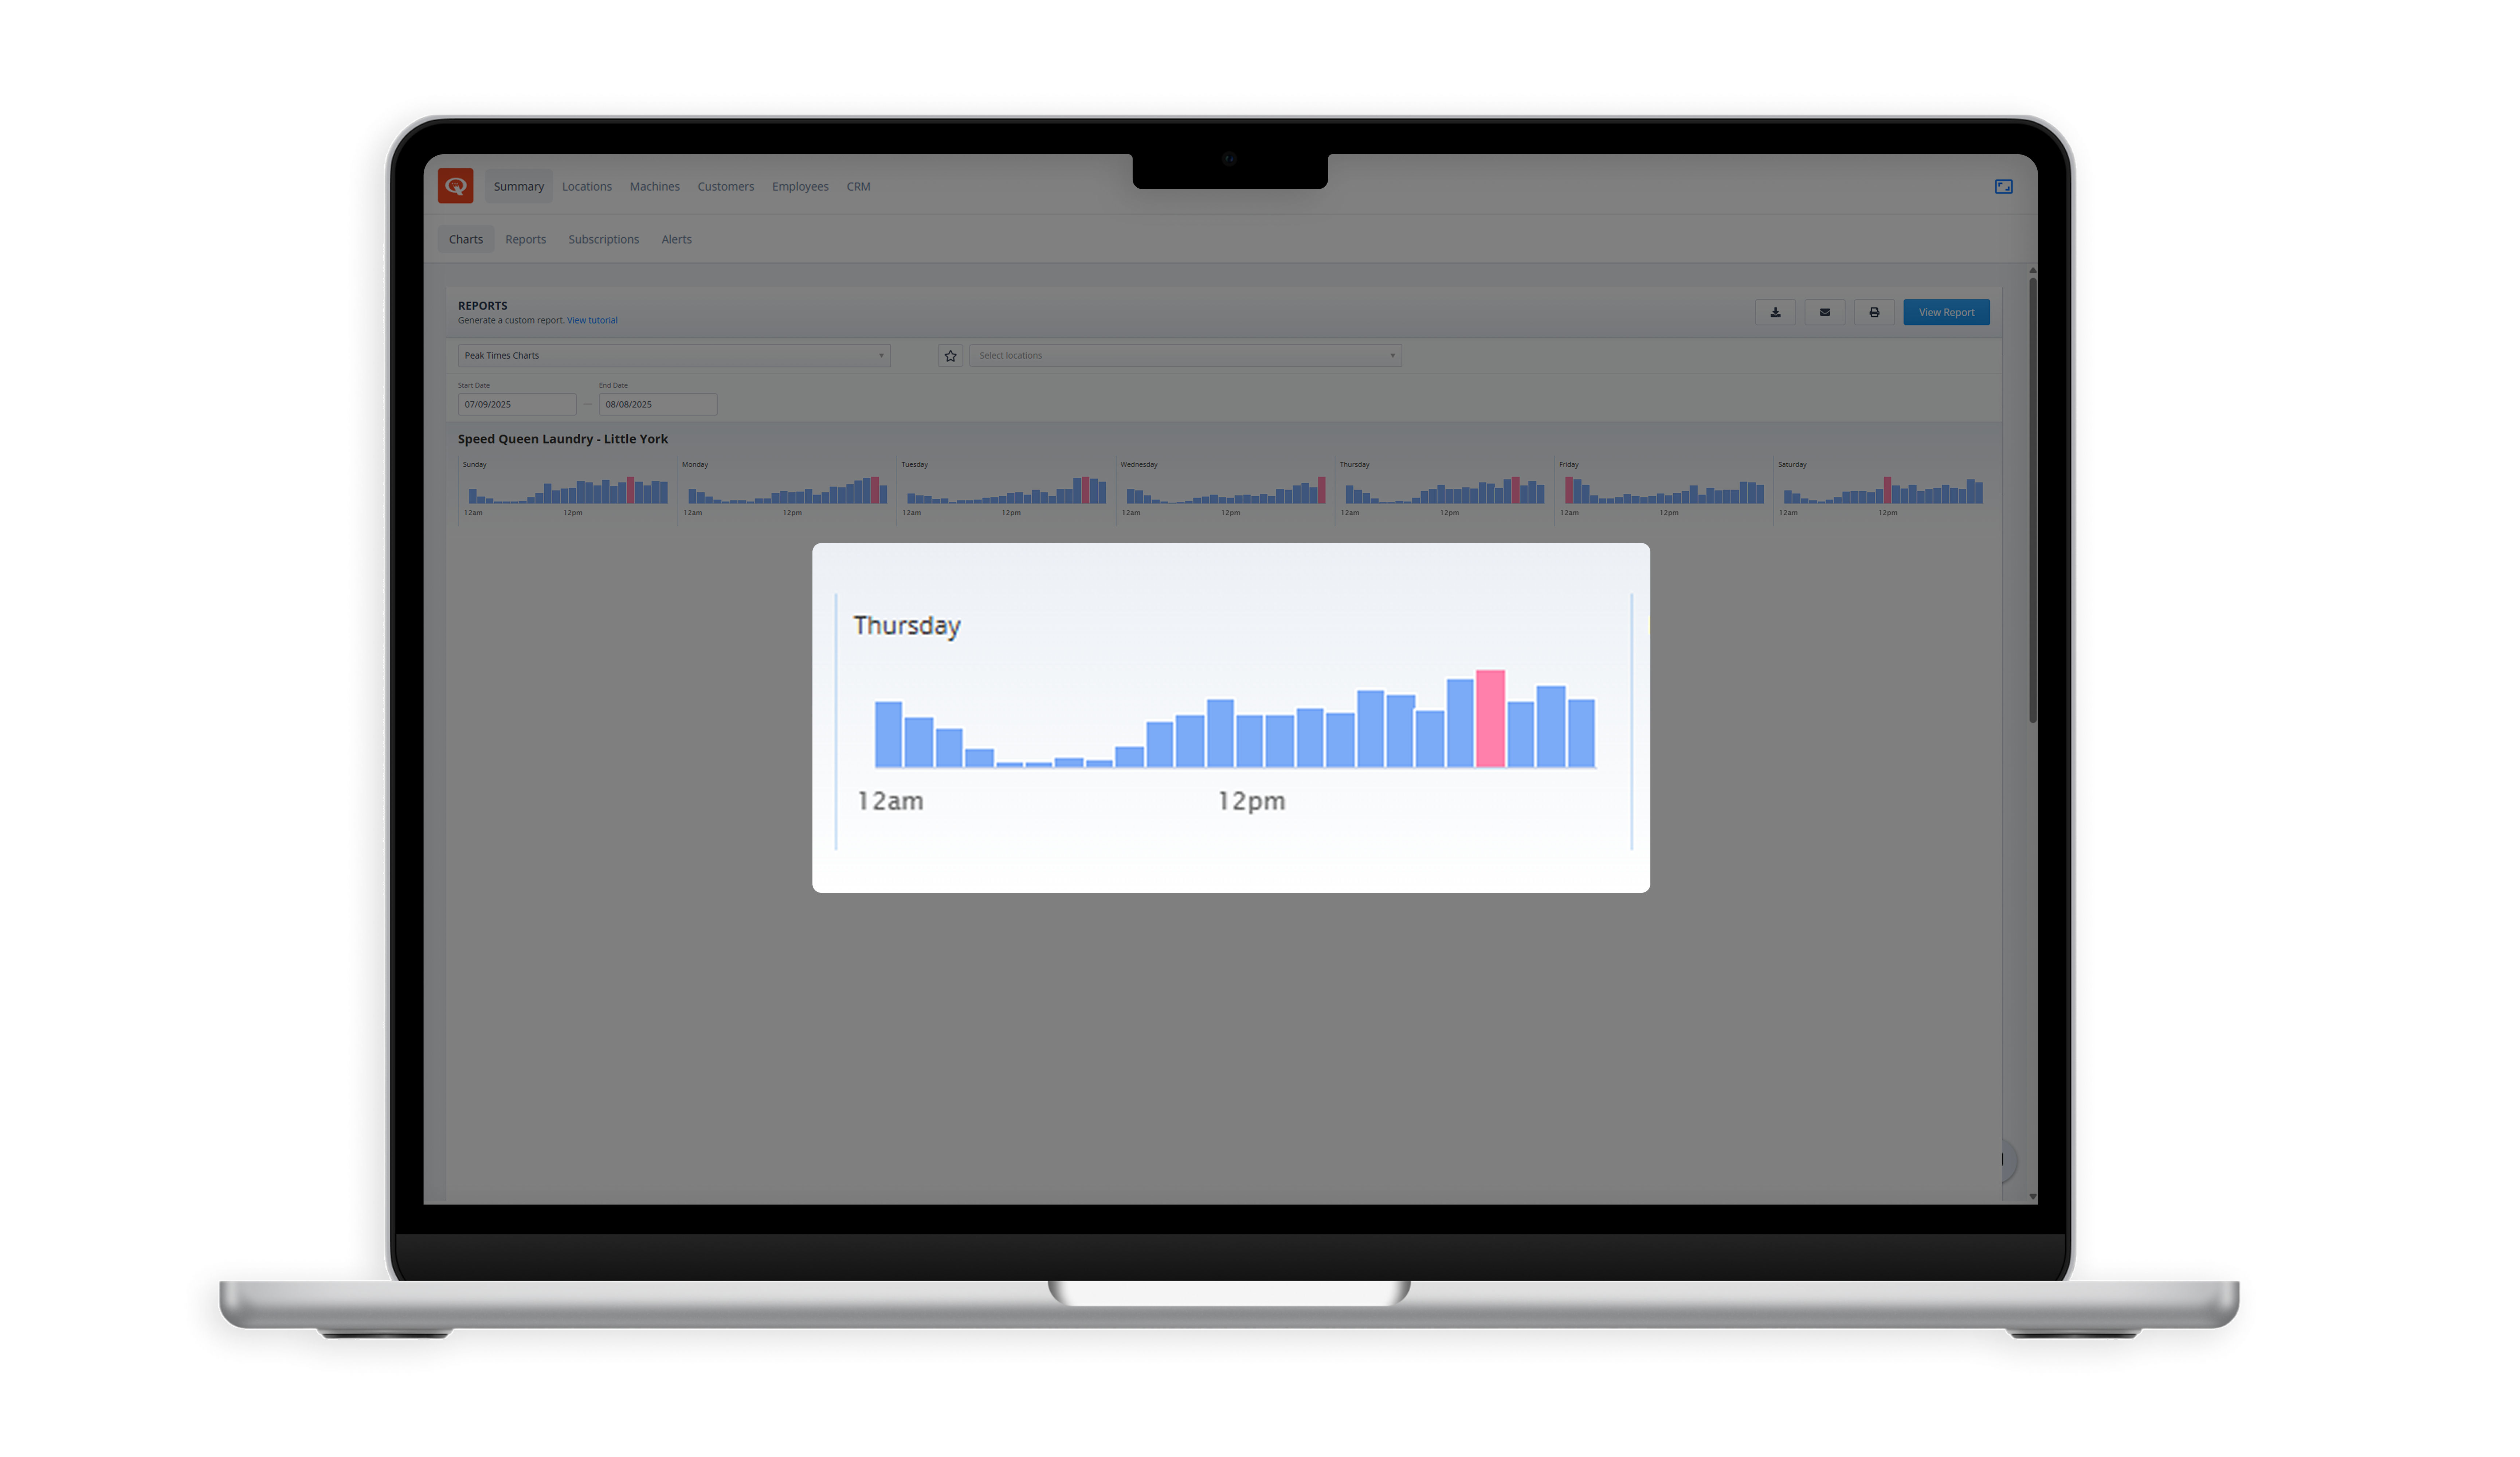 Summary Locations Machines Customers Employees CRM
Charts Reports Subscriptions Alerts
REPORTS
Generate a custom report. View tutorial
View Report
Peak Times Charts
Select locations
Start Date End Date
07/09/2025 — 08/08/2025
Speed Queen Laundry - Little York
Sunday Monday Tuesday Wednesday Thursday Friday Saturday
12am 12pm 12am 12pm 12am 12pm 12am 12pm 12am 12pm 12am 12pm 12am 12pm
Thursday
12am 12pm